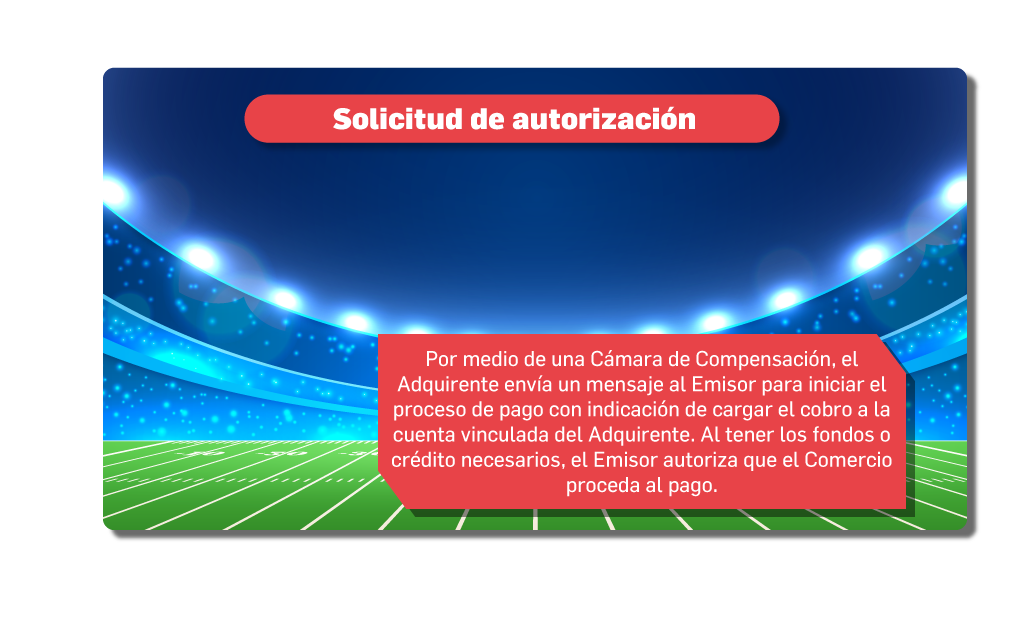 Solicitud de autorización
Por medio de una Cámara de Compensación, el
Adquirente envía un mensaje al Emisor para iniciar el
proceso de pago con indicación de cargar el cobro a la
cuenta vinculada del Adquirente. Al tener los fondos o
crédito necesarios, el Emisor autoriza que el Comercio
proceda al pago.